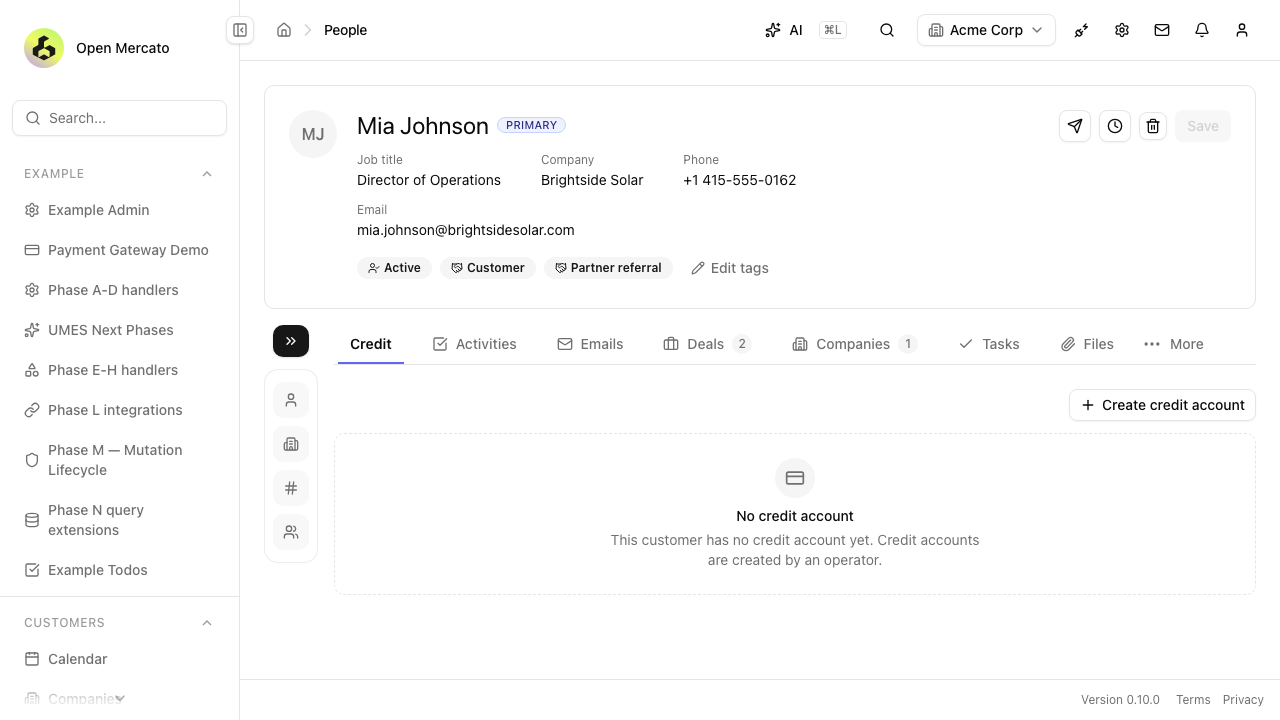 Open Mercato
Search...
EXAMPLE
Example Admin
Payment Gateway Demo
Phase A-D handlers
UMES Next Phases
Phase E-H handlers
Phase L integrations
Phase M — Mutation
Lifecycle
Phase N query
extensions
Example Todos
CUSTOMERS
Calendar
Companies
People
AI ⌘L
Acme Corp
MJ
Mia Johnson PRIMARY
Save
Job title Company Phone
Director of Operations Brightside Solar +1 415-555-0162
Email
mia.johnson@brightsidesolar.com
Active Customer Partner referral Edit tags
Credit Activities Emails Deals 2 Companies 1 Tasks Files More
Create credit account
No credit account
This customer has no credit account yet. Credit accounts
are created by an operator.
Version 0.10.0 Terms Privacy